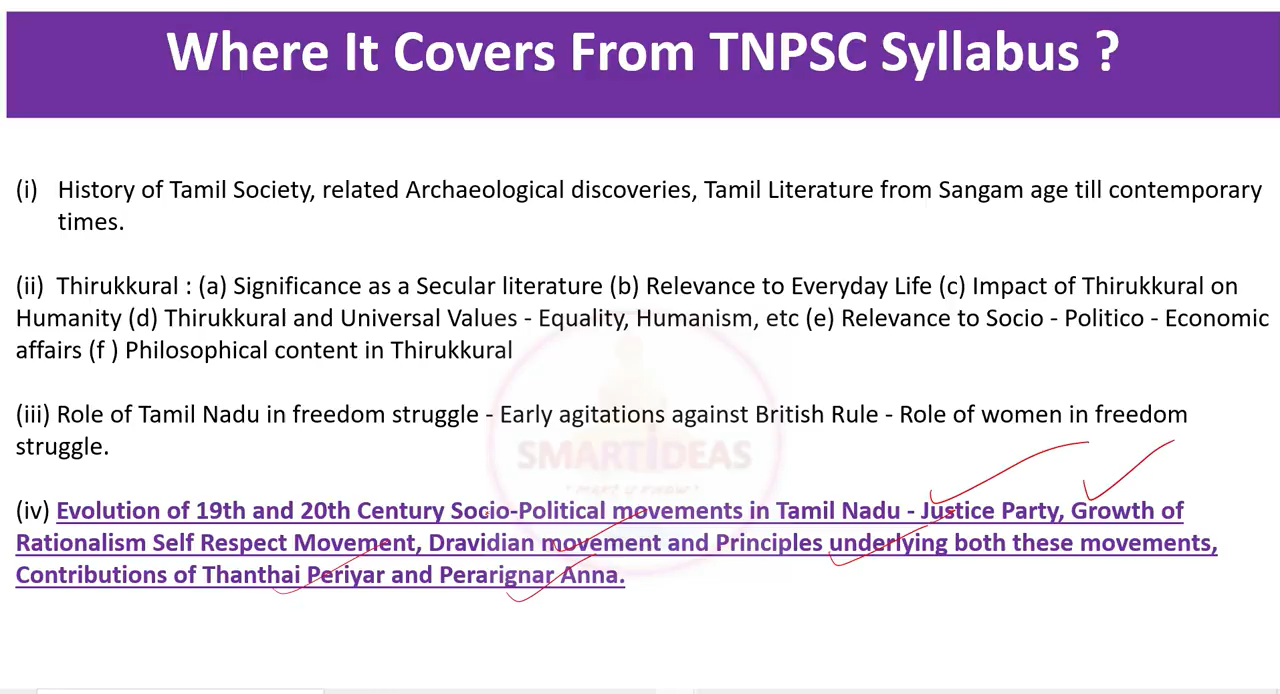 Where It Covers From TNPSC Syllabus ?
(i) History of Tamil Society, related Archaeological discoveries, Tamil Literature from Sangam age till contemporary
times.
(ii) Thirukkural : (a) Significance as a Secular literature (b) Relevance to Everyday Life (c) Impact of Thirukkural on
Humanity (d) Thirukkural and Universal Values - Equality, Humanism, etc (e) Relevance to Socio - Politico - Economic
affairs (f ) Philosophical content in Thirukkural
(iii) Role of Tamil Nadu in freedom struggle - Early agitations against British Rule - Role of women in freedom
struggle.
SMART IDEAS
(iv) Evolution of 19th and 20th Century Socio-Political movements in Tamil Nadu - Justice Party, Growth of
Rationalism Self Respect Movement, Dravidian movement and Principles underlying both these movements,
Contributions of Thanthai Periyar and Perarignar Anna.